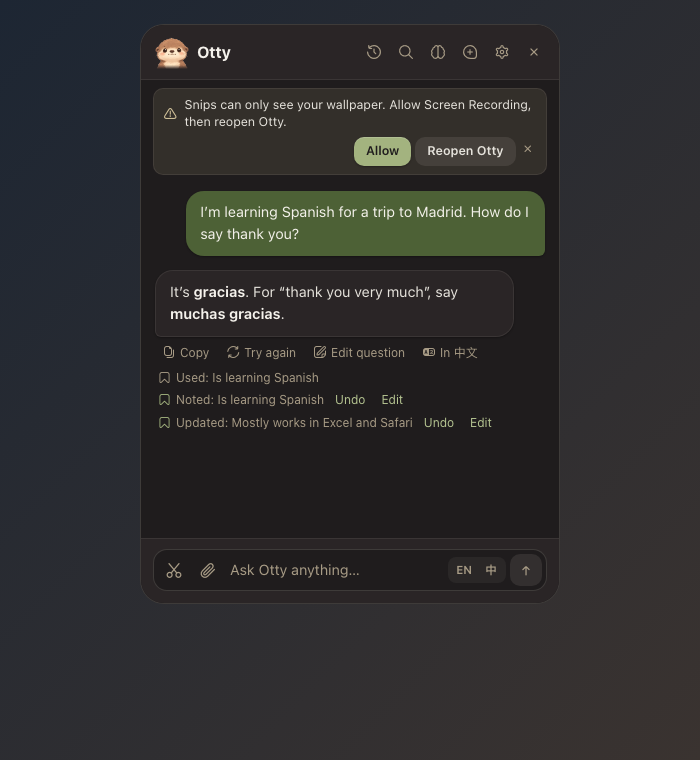 Otty
Snips can only see your wallpaper. Allow Screen Recording,
then reopen Otty.
Allow Reopen Otty
I’m learning Spanish for a trip to Madrid. How do I
say thank you?
It’s gracias. For “thank you very much”, say
muchas gracias.
Copy Try again Edit question In 中文
Used: Is learning Spanish
Noted: Is learning Spanish Undo Edit
Updated: Mostly works in Excel and Safari Undo Edit
Ask Otty anything... EN 中